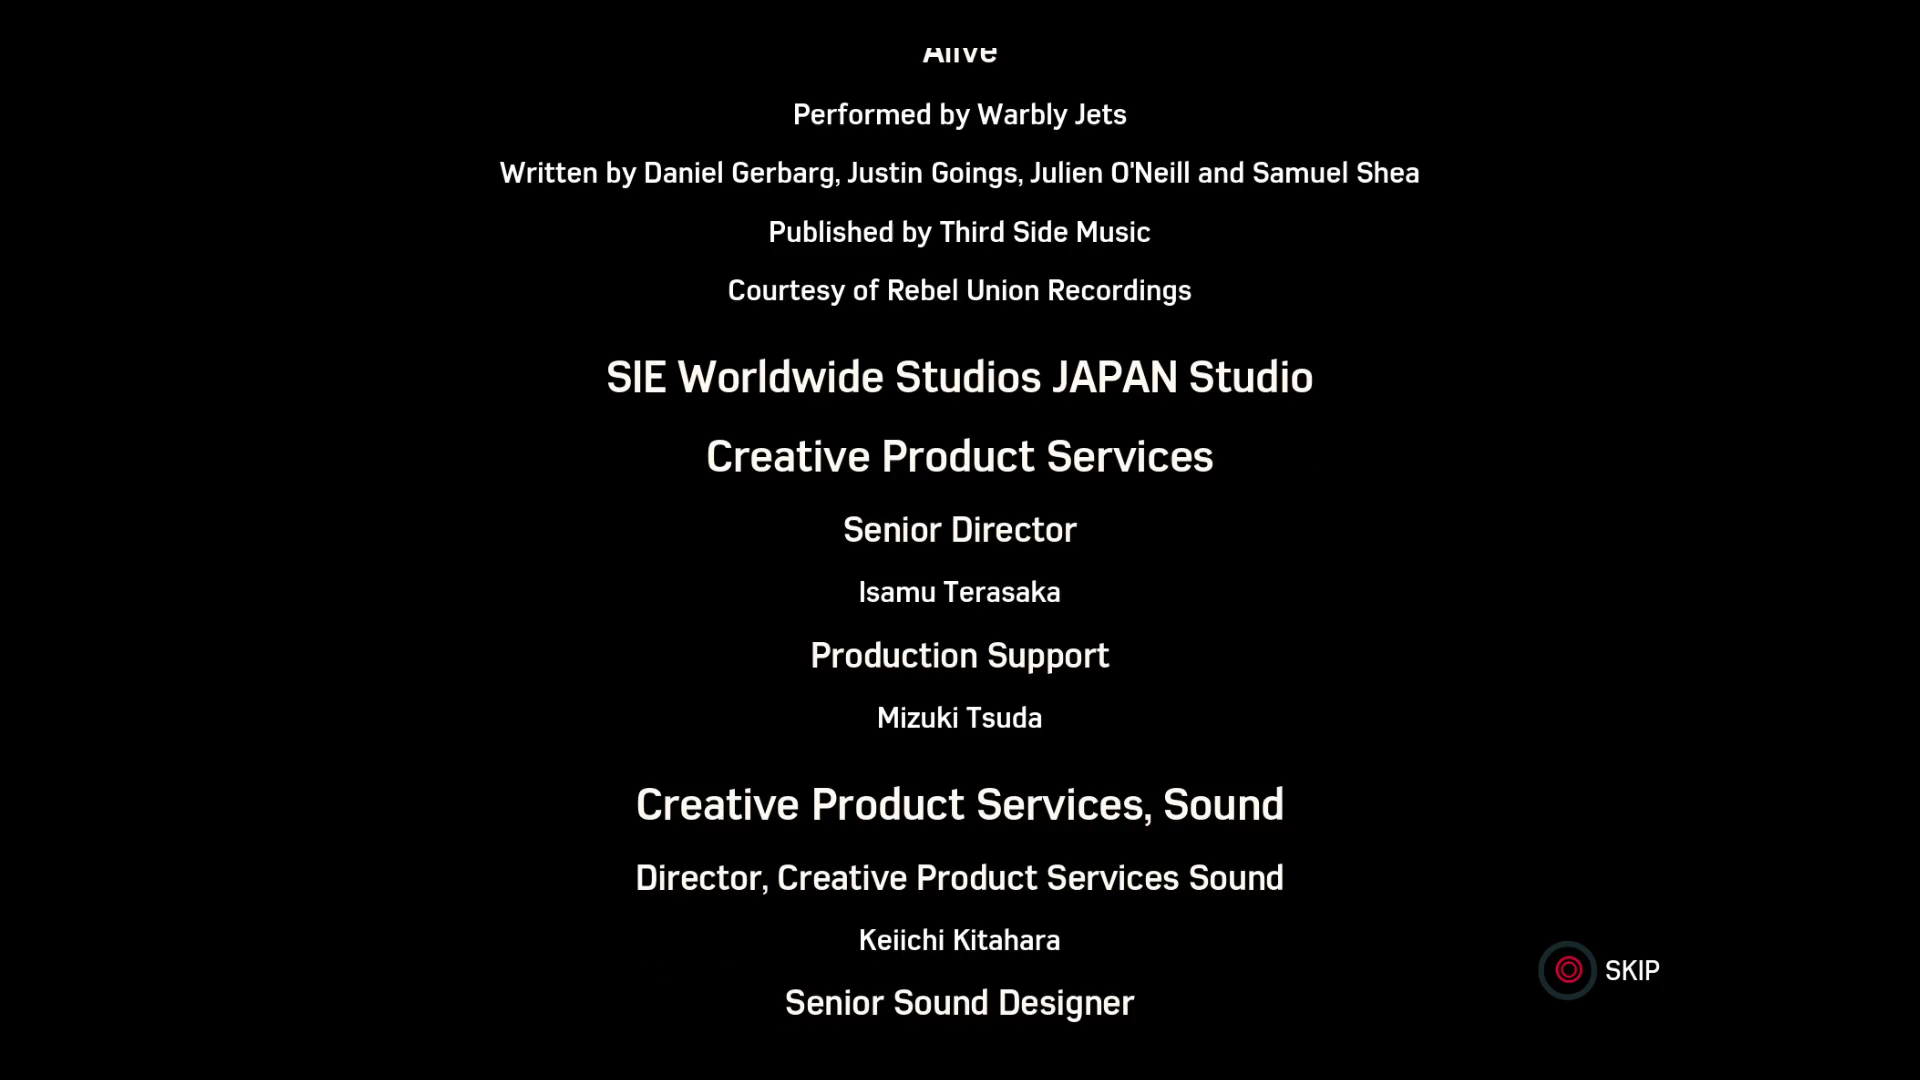 Alive
Performed by Warbly Jets
Written by Daniel Gerbarg, Justin Goings, Julien O'Neill and Samuel Shea
Published by Third Side Music
Courtesy of Rebel Union Recordings
SIE Worldwide Studios JAPAN Studio
Creative Product Services
Senior Director
Isamu Terasaka
Production Support
Mizuki Tsuda
Creative Product Services, Sound
Director, Creative Product Services Sound
Keiichi Kitahara
SKIP
Senior Sound Designer